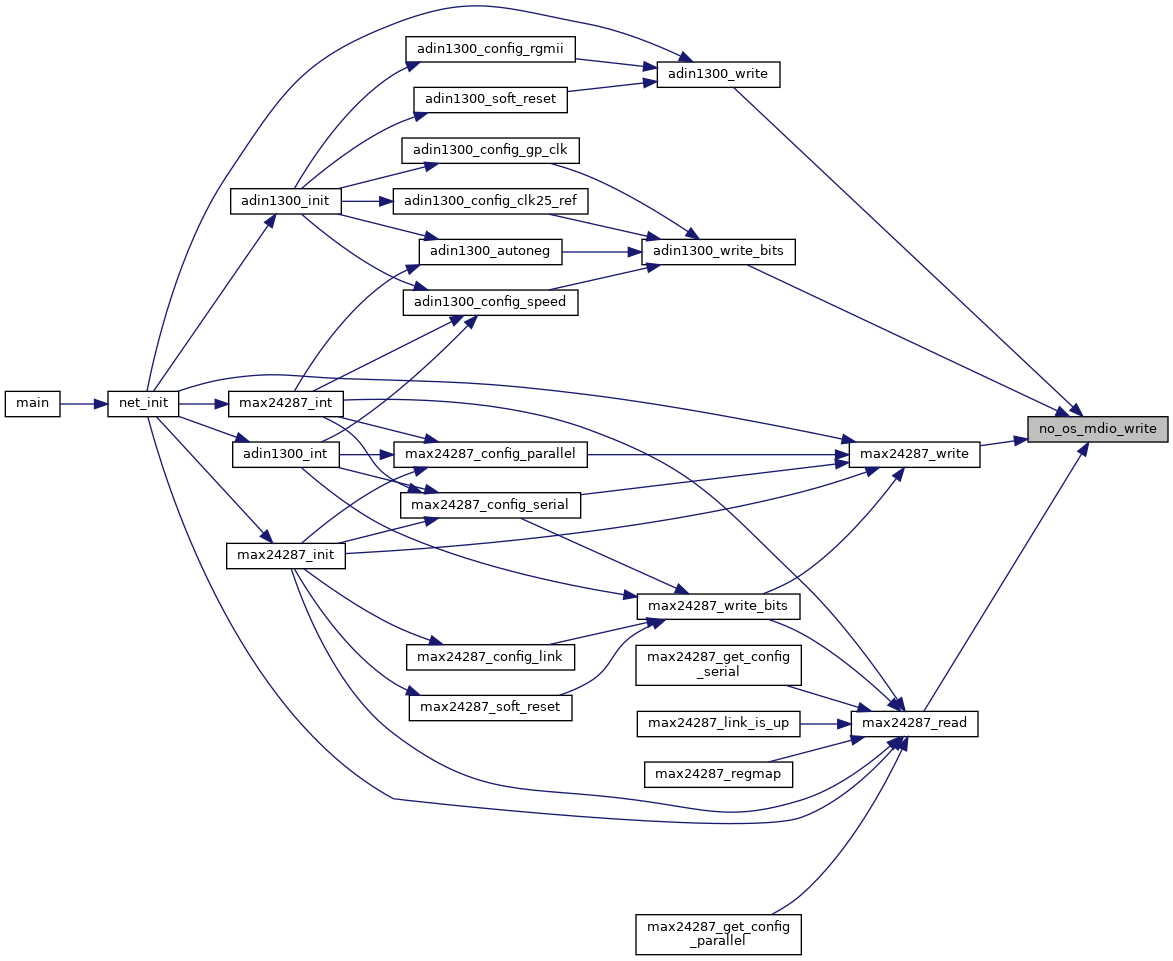 adin1300_config_rgmii
adin1300_write
adin1300_soft_reset
adin1300_config_gp_clk
adin1300_init
adin1300_config_clk25_ref
adin1300_autoneg
adin1300_write_bits
adin1300_config_speed
main
net_init
max24287_int
no_os_mdio_write
adin1300_int
max24287_config_parallel
max24287_write
max24287_config_serial
max24287_init
max24287_write_bits
max24287_config_link
max24287_get_config
_serial
max24287_soft_reset
max24287_link_is_up
max24287_read
max24287_regmap
max24287_get_config
_parallel